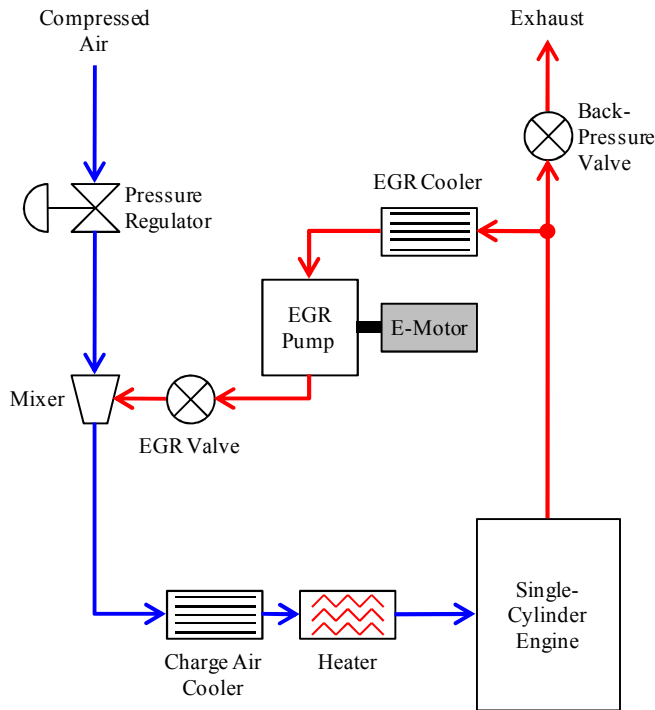 Compressed
Air
Exhaust
Back-
Pressure
Valve
EGR Cooler
Pressure
Regulator
EGR
Pump
E-Motor
Mixer
EGR Valve
Single-
Cylinder
Engine
Charge Air
Cooler
Heater